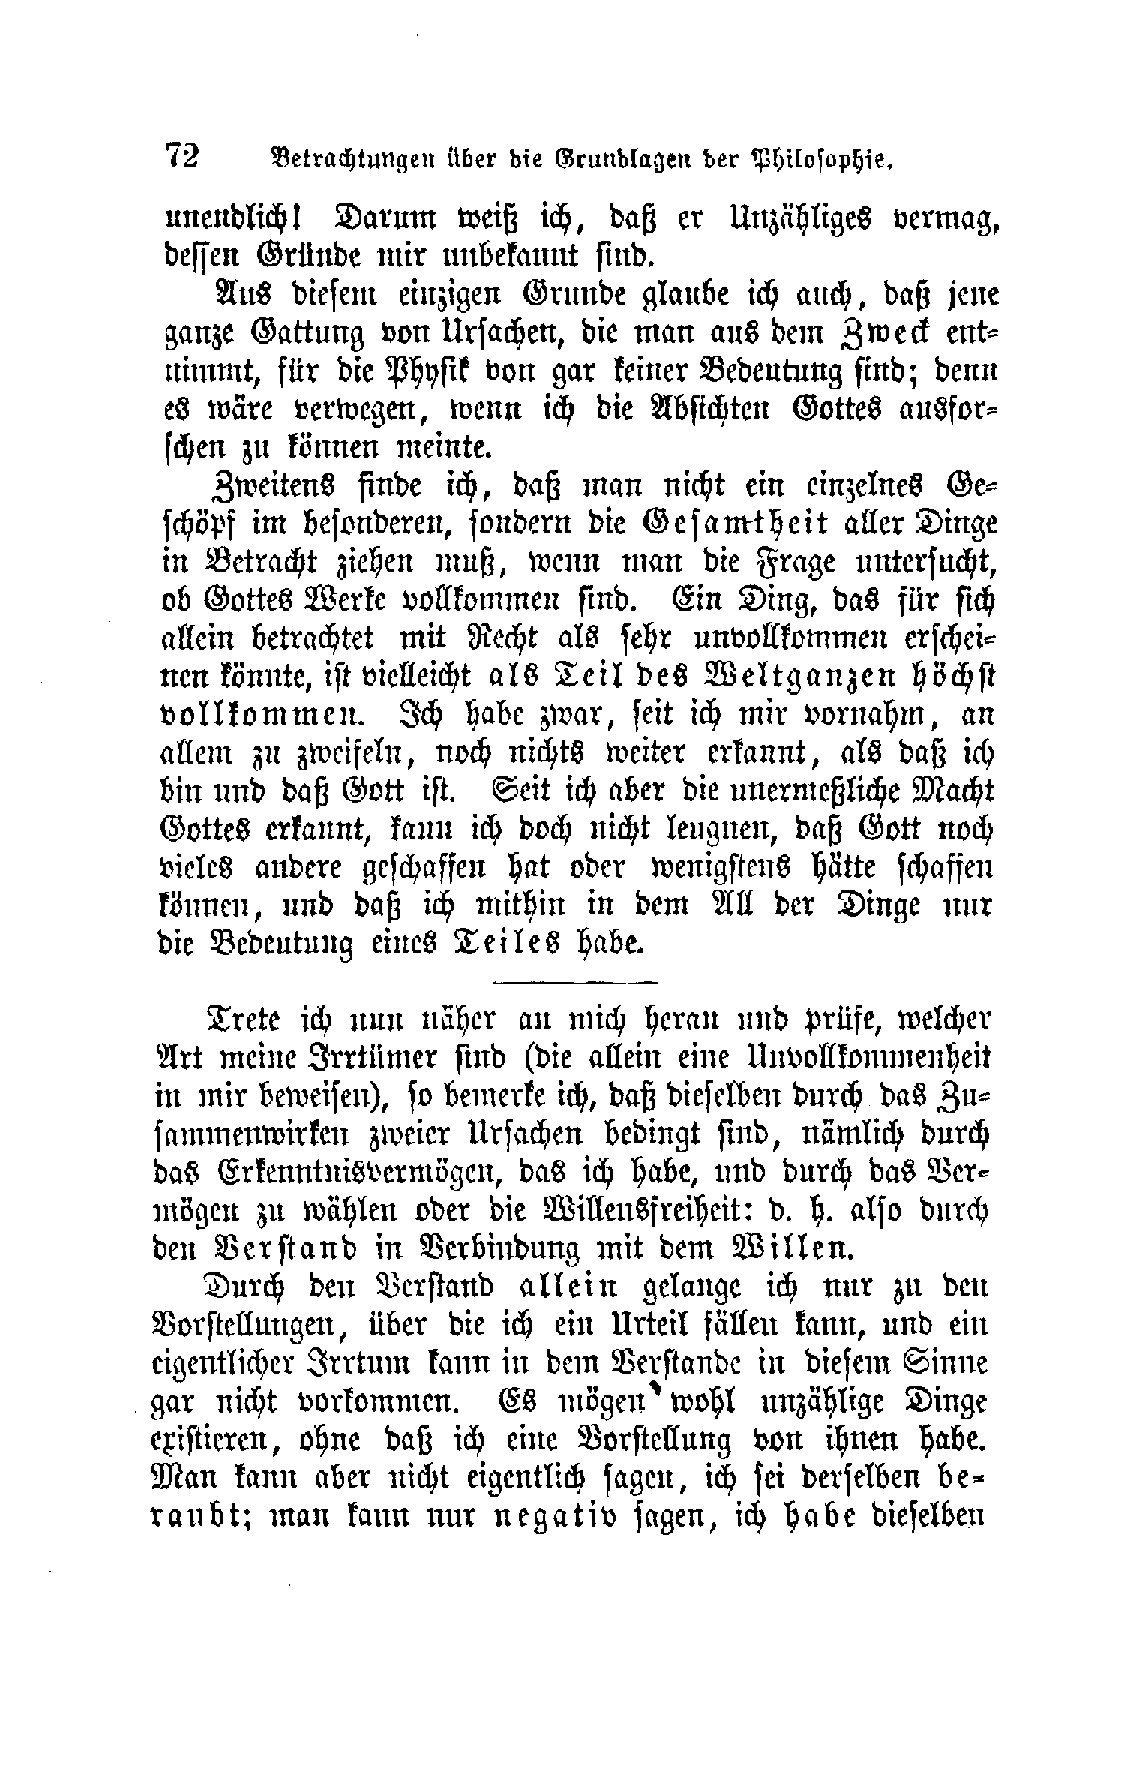 72 Betrachtungen über die Grundlagen der Philosophie.
unendlich! Darum weiß ich, daß er Unzähliges vermag,
dessen Gründe mir unbekannt sind.
Aus diesem einzigen Grunde glaube ich auch, daß jene
ganze Gattung von Ursachen, die man aus dem Zweck ent-
nimmt, für die Physik von gar keiner Bedeutung sind; denn
es wäre verwegen, wenn ich die Absichten Gottes ausfor-
schen zu können meinte.
Zweitens finde ich, daß man nicht ein einzelnes Ge-
schöpf im besonderen, sondern die Gesamtheit aller Dinge
in Betracht ziehen muß, wenn man die Frage untersucht,
ob Gottes Werke vollkommen sind. Ein Ding, das für sich
allein betrachtet mit Recht als sehr unvollkommen erschei-
nen könnte, ist vielleicht als Teil des Weltganzen höchst
vollkommen. Ich habe zwar, seit ich mir vornahm, an
allem zu zweifeln, noch nichts weiter erkannt, als daß ich
bin und daß Gott ist. Seit ich aber die unermeßliche Macht
Gottes erkannt, kann ich doch nicht leugnen, daß Gott noch
vieles andere geschaffen hat oder wenigstens hätte schaffen
können, und daß ich mithin in dem All der Dinge nur
die Bedeutung eines Teiles habe.
Trete ich nun näher an mich heran und prüfe, welcher
Art meine Irrtümer sind (die allein eine Unvollkommenheit
in mir beweisen), so bemerke ich, daß dieselben durch das Zu-
sammenwirken zweier Ursachen bedingt sind, nämlich durch
das Erkenntnisvermögen, das ich habe, und durch das Ver-
mögen zu wählen oder die Willensfreiheit: d. h. also durch
den Verstand in Verbindung mit dem Willen.
Durch den Verstand allein gelange ich nur zu den
Vorstellungen, über die ich ein Urteil fällen kann, und ein
eigentlicher Irrtum kann in dem Verstande in diesem Sinne
gar nicht vorkommen. Es mögen wohl unzählige Dinge
existieren, ohne daß ich eine Vorstellung von ihnen habe.
Man kann aber nicht eigentlich sagen, ich sei derselben be-
raubt; man kann nur negativ sagen, ich habe dieselben